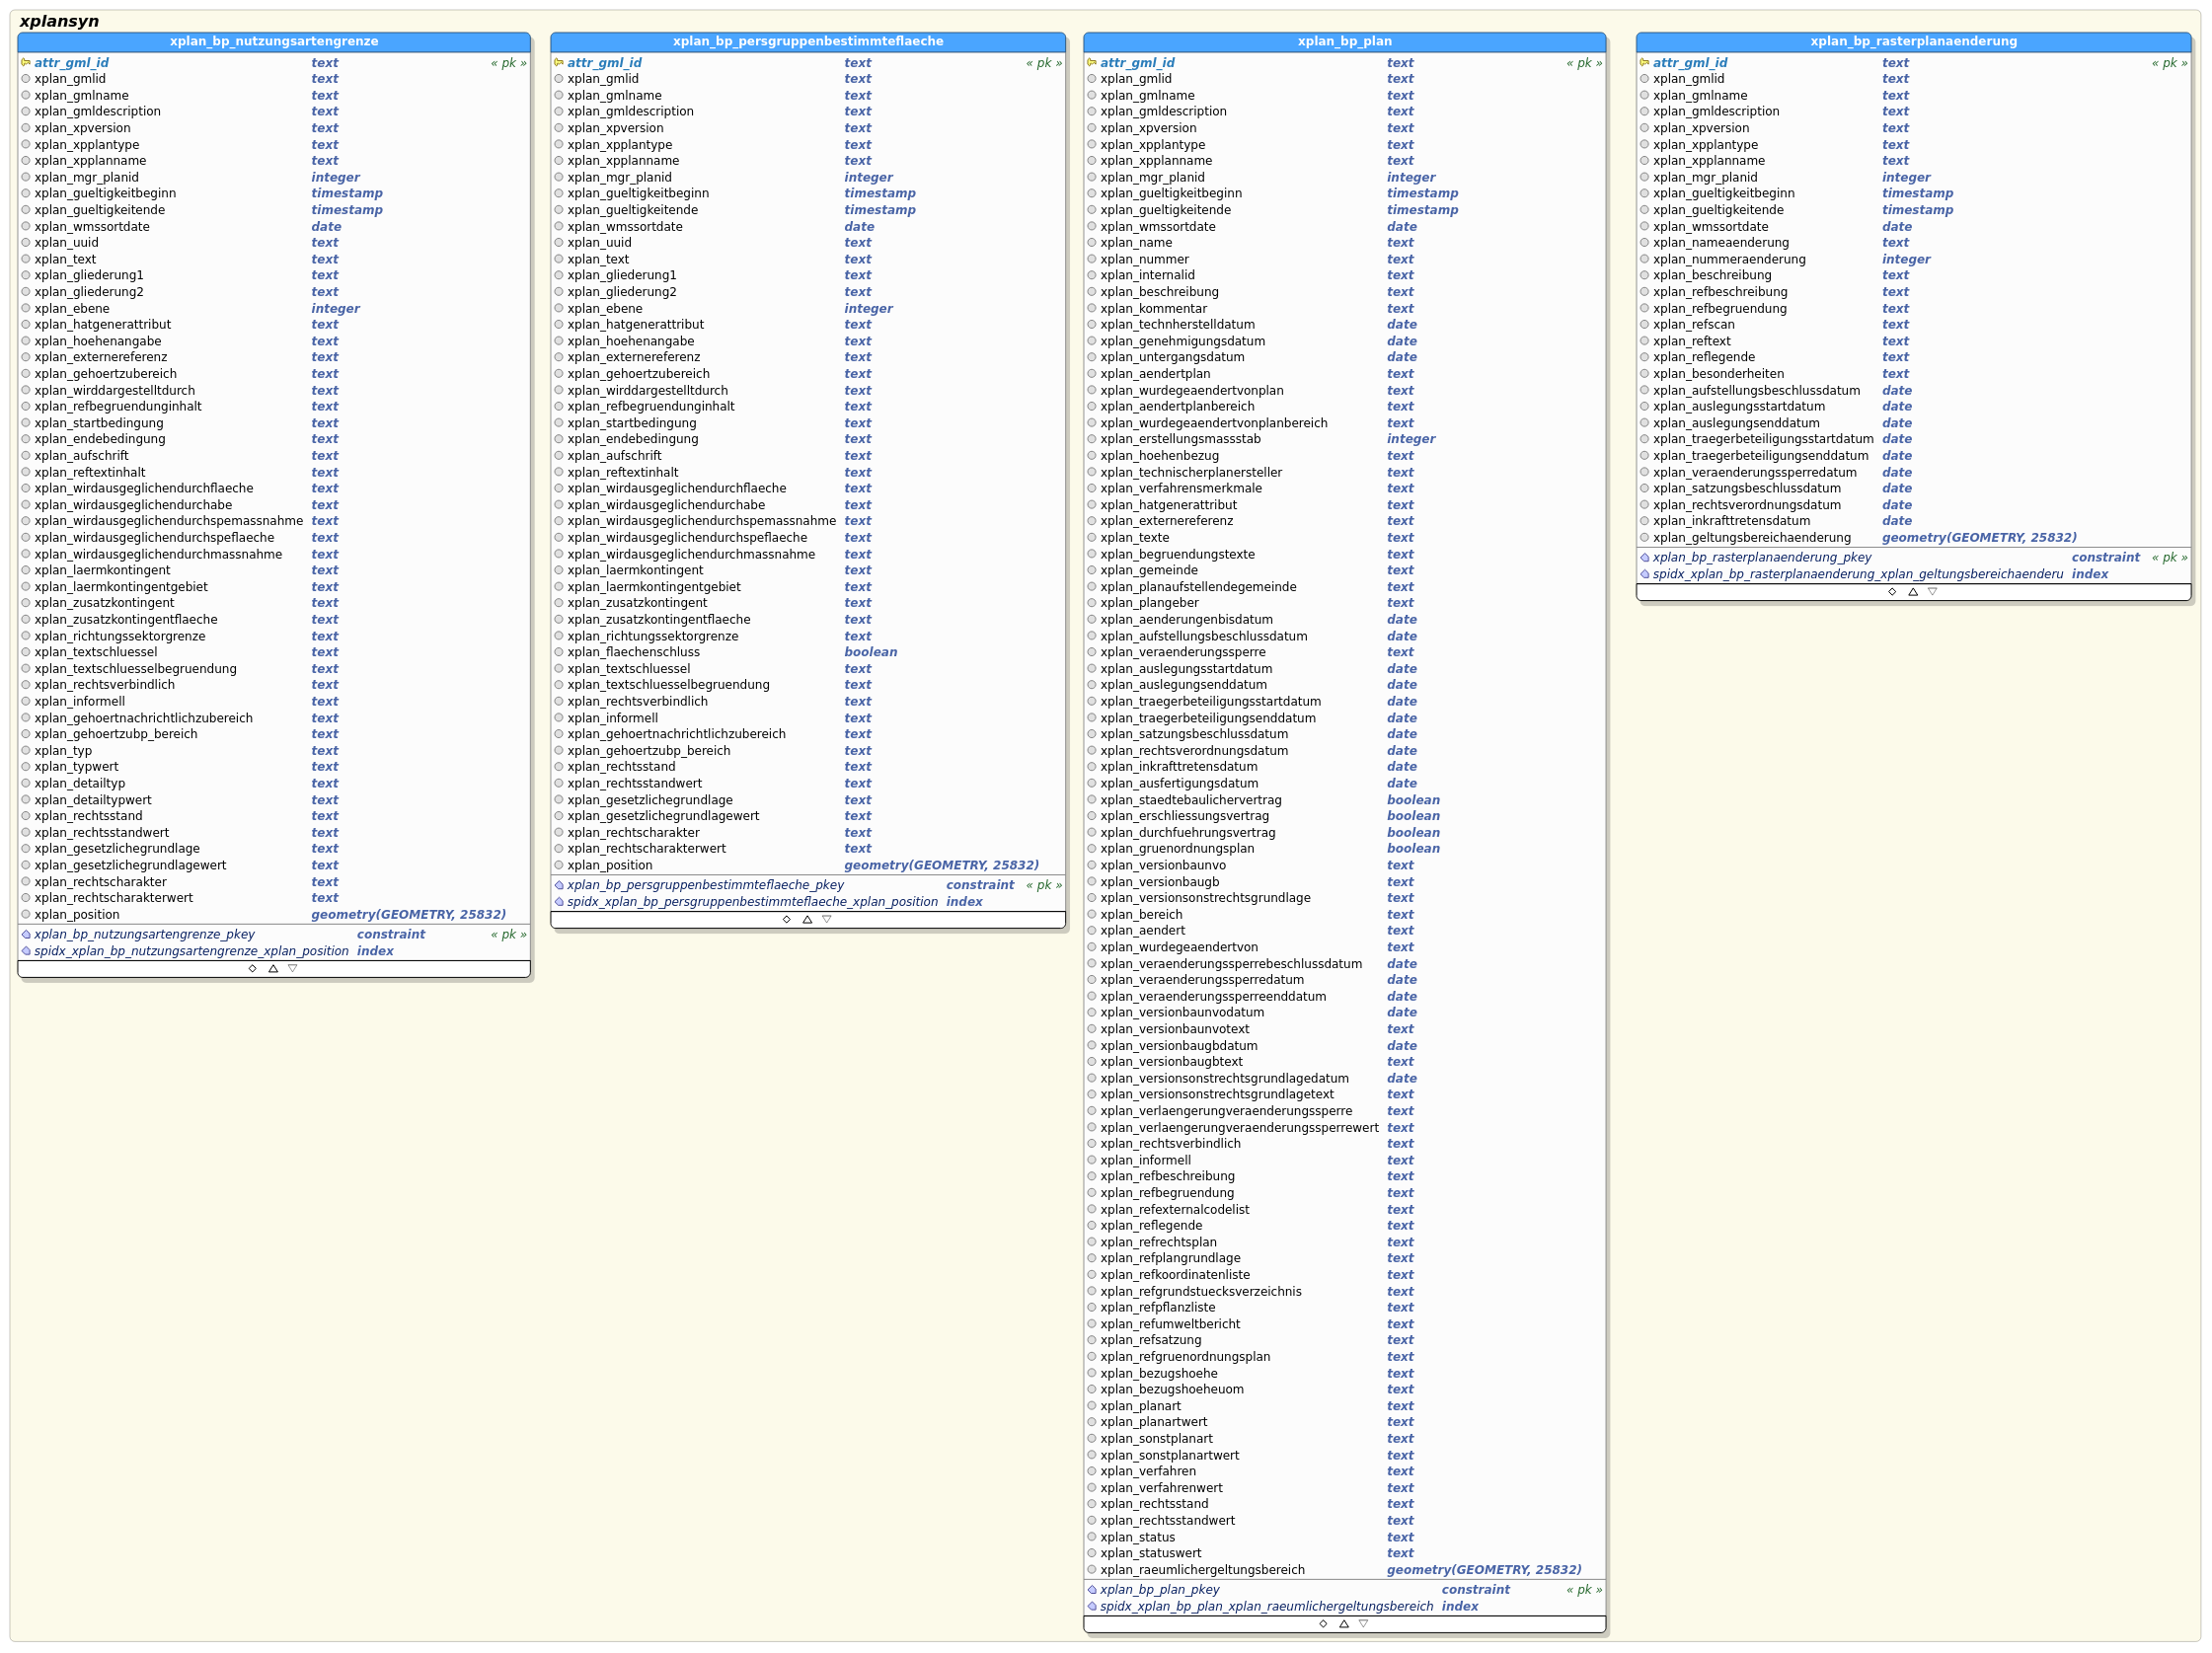 xplansyn
xplan_bp_nutzungsartengrenze
attr_gml_id text « pk »
xplan_gmlid text
xplan_gmlname text
xplan_gmldescription text
xplan_xpversion text
xplan_xpplantype text
xplan_xpplanname text
xplan_mgr_planid integer
xplan_gueltigkeitbeginn timestamp
xplan_gueltigkeitende timestamp
xplan_wmssortdate date
xplan_uuid text
xplan_text text
xplan_gliederung1 text
xplan_gliederung2 text
xplan_ebene integer
xplan_hatgenerattribut text
xplan_hoehenangabe text
xplan_externereferenz text
xplan_gehoertzubereich text
xplan_wirddargestelltdurch text
xplan_refbegruendunginhalt text
xplan_startbedingung text
xplan_endebedingung text
xplan_aufschrift text
xplan_reftextinhalt text
xplan_wirdausgeglichendurchflaeche text
xplan_wirdausgeglichendurchabe text
xplan_wirdausgeglichendurchspemassnahme text
xplan_wirdausgeglichendurchspeflaeche text
xplan_wirdausgeglichendurchmassnahme text
xplan_laermkontingent text
xplan_laermkontingentgebiet text
xplan_zusatzkontingent text
xplan_zusatzkontingentflaeche text
xplan_richtungssektorgrenze text
xplan_textschluessel text
xplan_textschluesselbegruendung text
xplan_rechtsverbindlich text
xplan_informell text
xplan_gehoertnachrichtlichzubereich text
xplan_gehoertzubp_bereich text
xplan_typ text
xplan_typwert text
xplan_detailtyp text
xplan_detailtypwert text
xplan_rechtsstand text
xplan_rechtsstandwert text
xplan_gesetzlichegrundlage text
xplan_gesetzlichegrundlagewert text
xplan_rechtscharakter text
xplan_rechtscharakterwert text
xplan_position geometry(GEOMETRY, 25832)
xplan_bp_nutzungsartengrenze_pkey constraint « pk »
spidx_xplan_bp_nutzungsartengrenze_xplan_position index
xplan_bp_persgruppenbestimmteflaeche
attr_gml_id text « pk »
xplan_gmlid text
xplan_gmlname text
xplan_gmldescription text
xplan_xpversion text
xplan_xpplantype text
xplan_xpplanname text
xplan_mgr_planid integer
xplan_gueltigkeitbeginn timestamp
xplan_gueltigkeitende timestamp
xplan_wmssortdate date
xplan_uuid text
xplan_text text
xplan_gliederung1 text
xplan_gliederung2 text
xplan_ebene integer
xplan_hatgenerattribut text
xplan_hoehenangabe text
xplan_externereferenz text
xplan_gehoertzubereich text
xplan_wirddargestelltdurch text
xplan_refbegruendunginhalt text
xplan_startbedingung text
xplan_endebedingung text
xplan_aufschrift text
xplan_reftextinhalt text
xplan_wirdausgeglichendurchflaeche text
xplan_wirdausgeglichendurchabe text
xplan_wirdausgeglichendurchspemassnahme text
xplan_wirdausgeglichendurchspeflaeche text
xplan_wirdausgeglichendurchmassnahme text
xplan_laermkontingent text
xplan_laermkontingentgebiet text
xplan_zusatzkontingent text
xplan_zusatzkontingentflaeche text
xplan_richtungssektorgrenze text
xplan_flaechenschluss boolean
xplan_textschluessel text
xplan_textschluesselbegruendung text
xplan_rechtsverbindlich text
xplan_informell text
xplan_gehoertnachrichtlichzubereich text
xplan_gehoertzubp_bereich text
xplan_rechtsstand text
xplan_rechtsstandwert text
xplan_gesetzlichegrundlage text
xplan_gesetzlichegrundlagewert text
xplan_rechtscharakter text
xplan_rechtscharakterwert text
xplan_position geometry(GEOMETRY, 25832)
xplan_bp_persgruppenbestimmteflaeche_pkey constraint « pk »
spidx_xplan_bp_persgruppenbestimmteflaeche_xplan_position index
xplan_bp_plan
attr_gml_id text « pk »
xplan_gmlid text
xplan_gmlname text
xplan_gmldescription text
xplan_xpversion text
xplan_xpplantype text
xplan_xpplanname text
xplan_mgr_planid integer
xplan_gueltigkeitbeginn timestamp
xplan_gueltigkeitende timestamp
xplan_wmssortdate date
xplan_name text
xplan_nummer text
xplan_internalid text
xplan_beschreibung text
xplan_kommentar text
xplan_technherstelldatum date
xplan_genehmigungsdatum date
xplan_untergangsdatum date
xplan_aendertplan text
xplan_wurdegeaendertvonplan text
xplan_aendertplanbereich text
xplan_wurdegeaendertvonplanbereich text
xplan_erstellungsmassstab integer
xplan_hoehenbezug text
xplan_technischerplanersteller text
xplan_verfahrensmerkmale text
xplan_hatgenerattribut text
xplan_externereferenz text
xplan_texte text
xplan_begruendungstexte text
xplan_gemeinde text
xplan_planaufstellendegemeinde text
xplan_plangeber text
xplan_aenderungenbisdatum date
xplan_aufstellungsbeschlussdatum date
xplan_veraenderungssperre text
xplan_auslegungsstartdatum date
xplan_auslegungsenddatum date
xplan_traegerbeteiligungsstartdatum date
xplan_traegerbeteiligungsenddatum date
xplan_satzungsbeschlussdatum date
xplan_rechtsverordnungsdatum date
xplan_inkrafttretensdatum date
xplan_ausfertigungsdatum date
xplan_staedtebaulichervertrag boolean
xplan_erschliessungsvertrag boolean
xplan_durchfuehrungsvertrag boolean
xplan_gruenordnungsplan boolean
xplan_versionbaunvo text
xplan_versionbaugb text
xplan_versionsonstrechtsgrundlage text
xplan_bereich text
xplan_aendert text
xplan_wurdegeaendertvon text
xplan_veraenderungssperrebeschlussdatum date
xplan_veraenderungssperredatum date
xplan_veraenderungssperreenddatum date
xplan_versionbaunvodatum date
xplan_versionbaunvotext text
xplan_versionbaugbdatum date
xplan_versionbaugbtext text
xplan_versionsonstrechtsgrundlagedatum date
xplan_versionsonstrechtsgrundlagetext text
xplan_verlaengerungveraenderungssperre text
xplan_verlaengerungveraenderungssperrewert text
xplan_rechtsverbindlich text
xplan_informell text
xplan_refbeschreibung text
xplan_refbegruendung text
xplan_refexternalcodelist text
xplan_reflegende text
xplan_refrechtsplan text
xplan_refplangrundlage text
xplan_refkoordinatenliste text
xplan_refgrundstuecksverzeichnis text
xplan_refpflanzliste text
xplan_refumweltbericht text
xplan_refsatzung text
xplan_refgruenordnungsplan text
xplan_bezugshoehe text
xplan_bezugshoeheuom text
xplan_planart text
xplan_planartwert text
xplan_sonstplanart text
xplan_sonstplanartwert text
xplan_verfahren text
xplan_verfahrenwert text
xplan_rechtsstand text
xplan_rechtsstandwert text
xplan_status text
xplan_statuswert text
xplan_raeumlichergeltungsbereich geometry(GEOMETRY, 25832)
xplan_bp_plan_pkey constraint « pk »
spidx_xplan_bp_plan_xplan_raeumlichergeltungsbereich index
xplan_bp_rasterplanaenderung
attr_gml_id text « pk »
xplan_gmlid text
xplan_gmlname text
xplan_gmldescription text
xplan_xpversion text
xplan_xpplantype text
xplan_xpplanname text
xplan_mgr_planid integer
xplan_gueltigkeitbeginn timestamp
xplan_gueltigkeitende timestamp
xplan_wmssortdate date
xplan_nameaenderung text
xplan_nummeraenderung integer
xplan_beschreibung text
xplan_refbeschreibung text
xplan_refbegruendung text
xplan_refscan text
xplan_reftext text
xplan_reflegende text
xplan_besonderheiten text
xplan_aufstellungsbeschlussdatum date
xplan_auslegungsstartdatum date
xplan_auslegungsenddatum date
xplan_traegerbeteiligungsstartdatum date
xplan_traegerbeteiligungsenddatum date
xplan_veraenderungssperredatum date
xplan_satzungsbeschlussdatum date
xplan_rechtsverordnungsdatum date
xplan_inkrafttretensdatum date
xplan_geltungsbereichaenderung geometry(GEOMETRY, 25832)
xplan_bp_rasterplanaenderung_pkey constraint « pk »
spidx_xplan_bp_rasterplanaenderung_xplan_geltungsbereichaenderu index